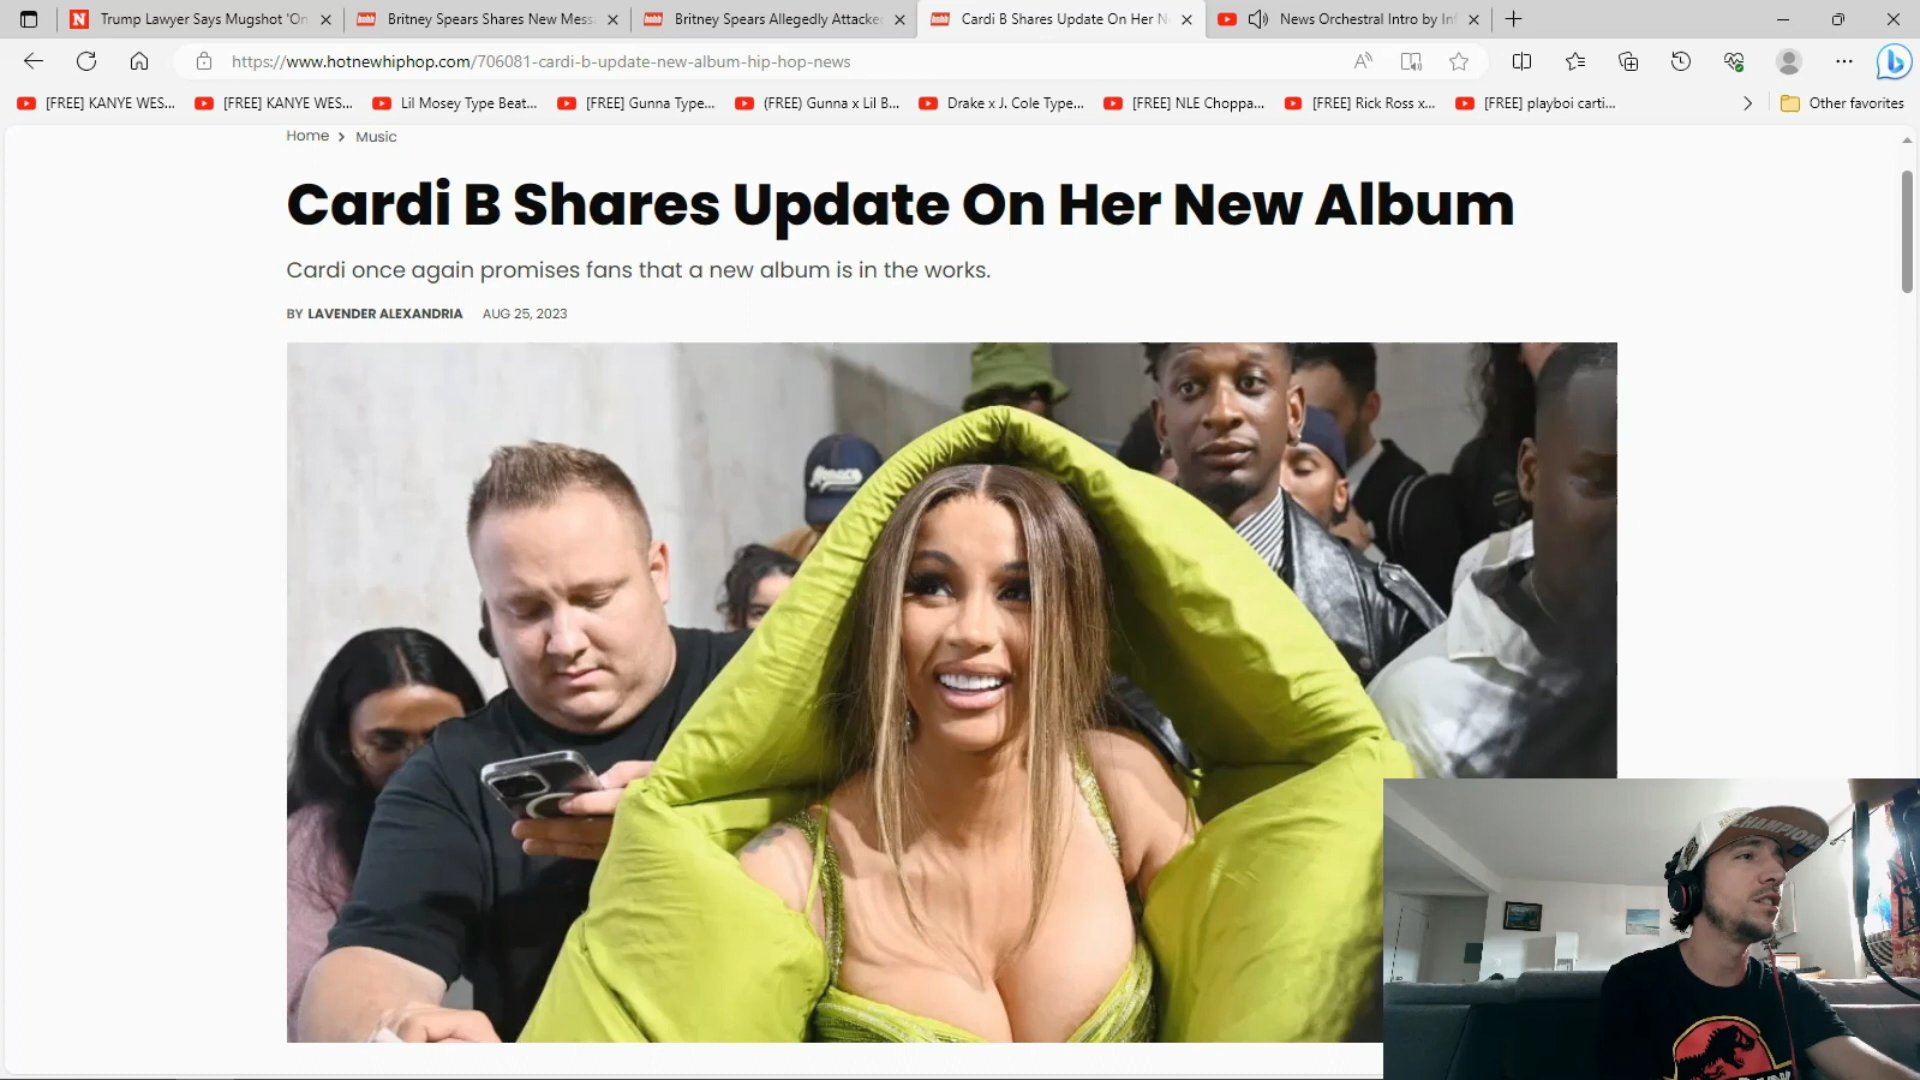 Trump Lawyer Says Mugshot 'On
Britney Spears Shares New Mess
Britney Spears Allegedly Attacke
Cardi B Shares Update On Her N
News Orchestral Intro by In
https://www.hotnewhiphop.com/706081-cardi-b-update-new-album-hip-hop-news
[FREE] KANYE WES...
[FREE] KANYE WES...
Lil Mosey Type Beat...
[FREE] Gunna Type...
(FREE) Gunna x Lil B...
Drake x J. Cole Type...
[FREE] NLE Choppa...
[FREE] Rick Ross x...
[FREE] playboi carti...
Other favorites
Home > Music
Cardi B Shares Update On Her New Album
Cardi once again promises fans that a new album is in the works.
BY LAVENDER ALEXANDRIA AUG 25, 2023
CHAMPION